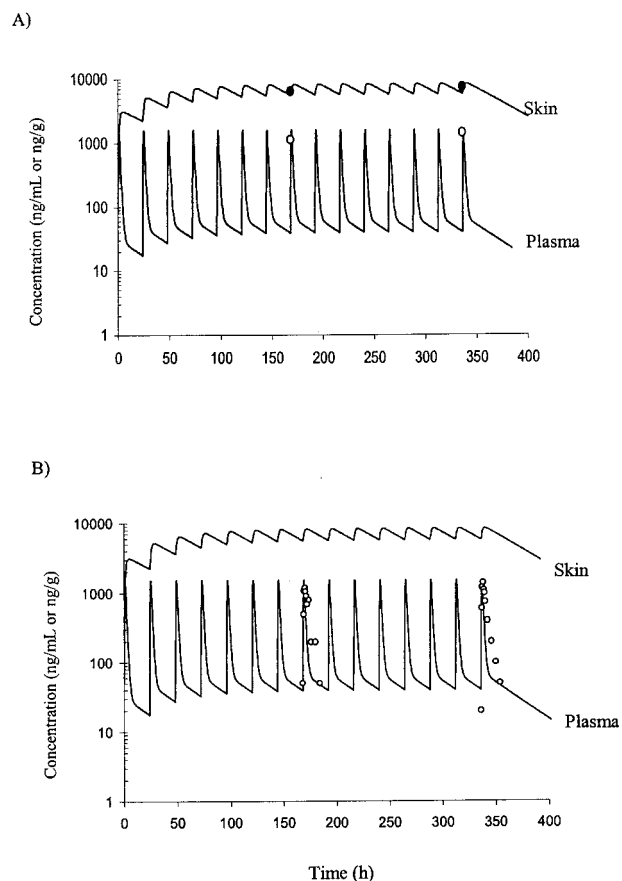 A)
Concentration (ng/mL or ng/g)
10000
1000
100
10
1
0 50 100 150 200 250 300 350 400
Skin
Plasma
B)
Concentration (ng/mL or ng/g)
10000
1000
100
10
1
0 50 100 150 200 250 300 350 400
Skin
Plasma
Time (h)